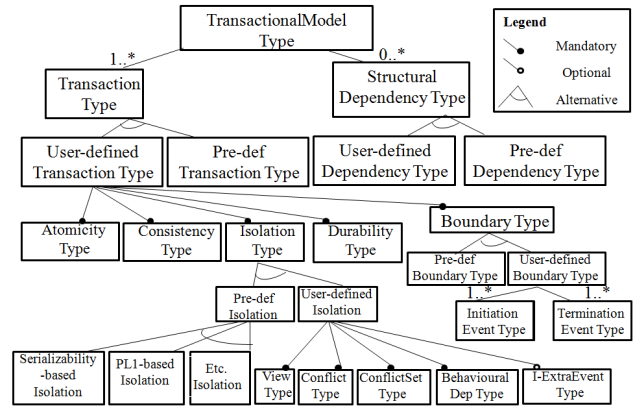 TransactionalModel
Type
Legend
Mandatory
Optional
Alternative
1..*
0..*
Transaction
Type
Structural
Dependency Type
User-defined
Transaction Type
Pre-def
Transaction Type
User-defined
Dependency Type
Pre-def
Dependency Type
Atomicity
Type
Consistency
Type
Isolation
Type
Durability
Type
Boundary Type
Pre-def
Boundary Type
User-defined
Boundary Type
1..*
1..*
Pre-def
Isolation
User-defined
Isolation
Initiation
Event Type
Termination
Event Type
Serializability
-based
Isolation
PL1-based
Isolation
Etc.
Isolation
View
Type
Conflict
Type
ConflictSet
Type
Behavioural
Dep Type
I-ExtraEvent
Type